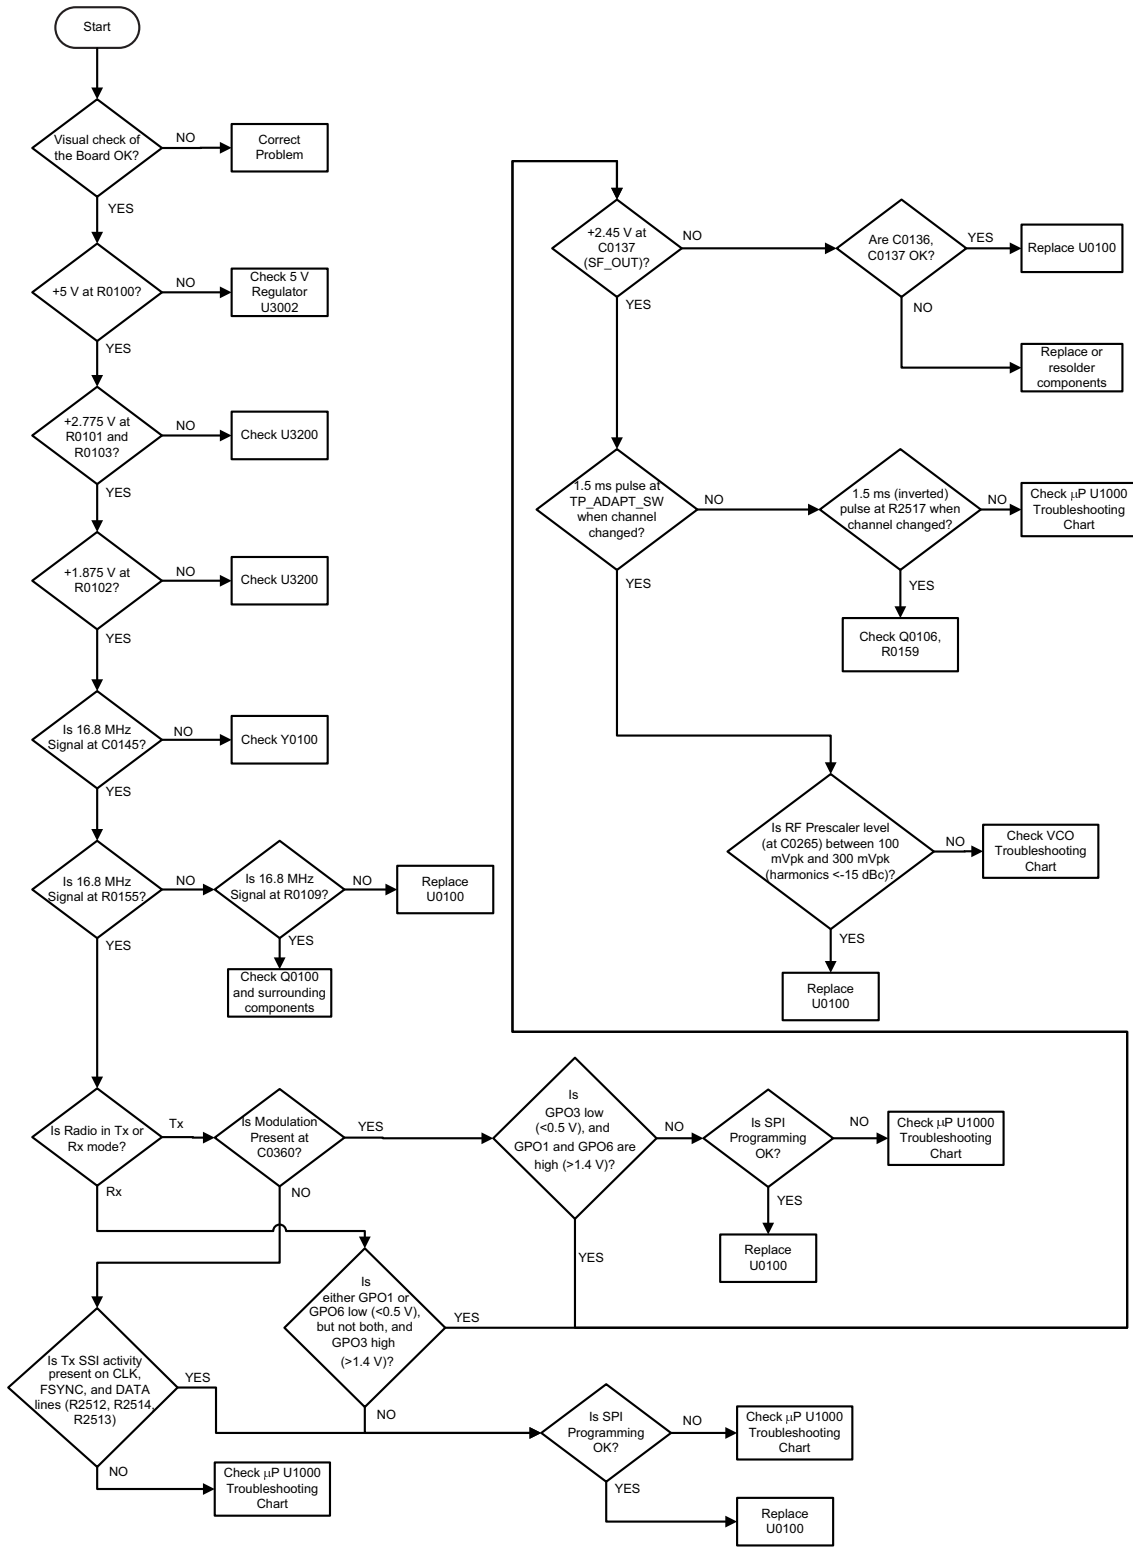 Start
Visual check of
the Board OK?
NO
Correct
Problem
YES
+5 V at R0100?
NO
Check 5 V
Regulator
U3002
YES
+2.775 V at
R0101 and
R0103?
NO
Check U3200
YES
+1.875 V at
R0102?
NO
Check U3200
YES
Is 16.8 MHz
Signal at C0145?
NO
Check Y0100
YES
Is 16.8 MHz
Signal at R0155?
NO
Is 16.8 MHz
Signal at R0109?
NO
Replace
U0100
YES
Check Q0100
and surrounding
components
YES
Is Radio in Tx or
Rx mode?
Tx
Is Modulation
Present at
C0360?
YES
Is
GPO3 low
(<0.5 V), and
GPO1 and GPO6 are
high (>1.4 V)?
NO
Is SPI
Programming
OK?
NO
Check μP U1000
Troubleshooting
Chart
YES
Replace
U0100
YES
Rx
NO
Is
either GPO1 or
GPO6 low (<0.5 V),
but not both, and
GPO3 high
(>1.4 V)?
YES
NO
Is Tx SSI activity
present on CLK,
FSYNC, and DATA
lines (R2512, R2514,
R2513)
YES
NO
Check μP U1000
Troubleshooting
Chart
Is SPI
Programming
OK?
NO
Check μP U1000
Troubleshooting
Chart
YES
Replace
U0100
+2.45 V at
C0137
(SF_OUT)?
NO
Are C0136,
C0137 OK?
YES
Replace U0100
NO
Replace or
resolder
components
YES
1.5 ms pulse at
TP_ADAPT_SW
when channel
changed?
NO
1.5 ms (inverted)
pulse at R2517 when
channel changed?
NO
Check μP U1000
Troubleshooting
Chart
YES
Check Q0106,
R0159
YES
Is RF Prescaler level
(at C0265) between 100
mVpk and 300 mVpk
(harmonics <-15 dBc)?
NO
Check VCO
Troubleshooting
Chart
YES
Replace
U0100